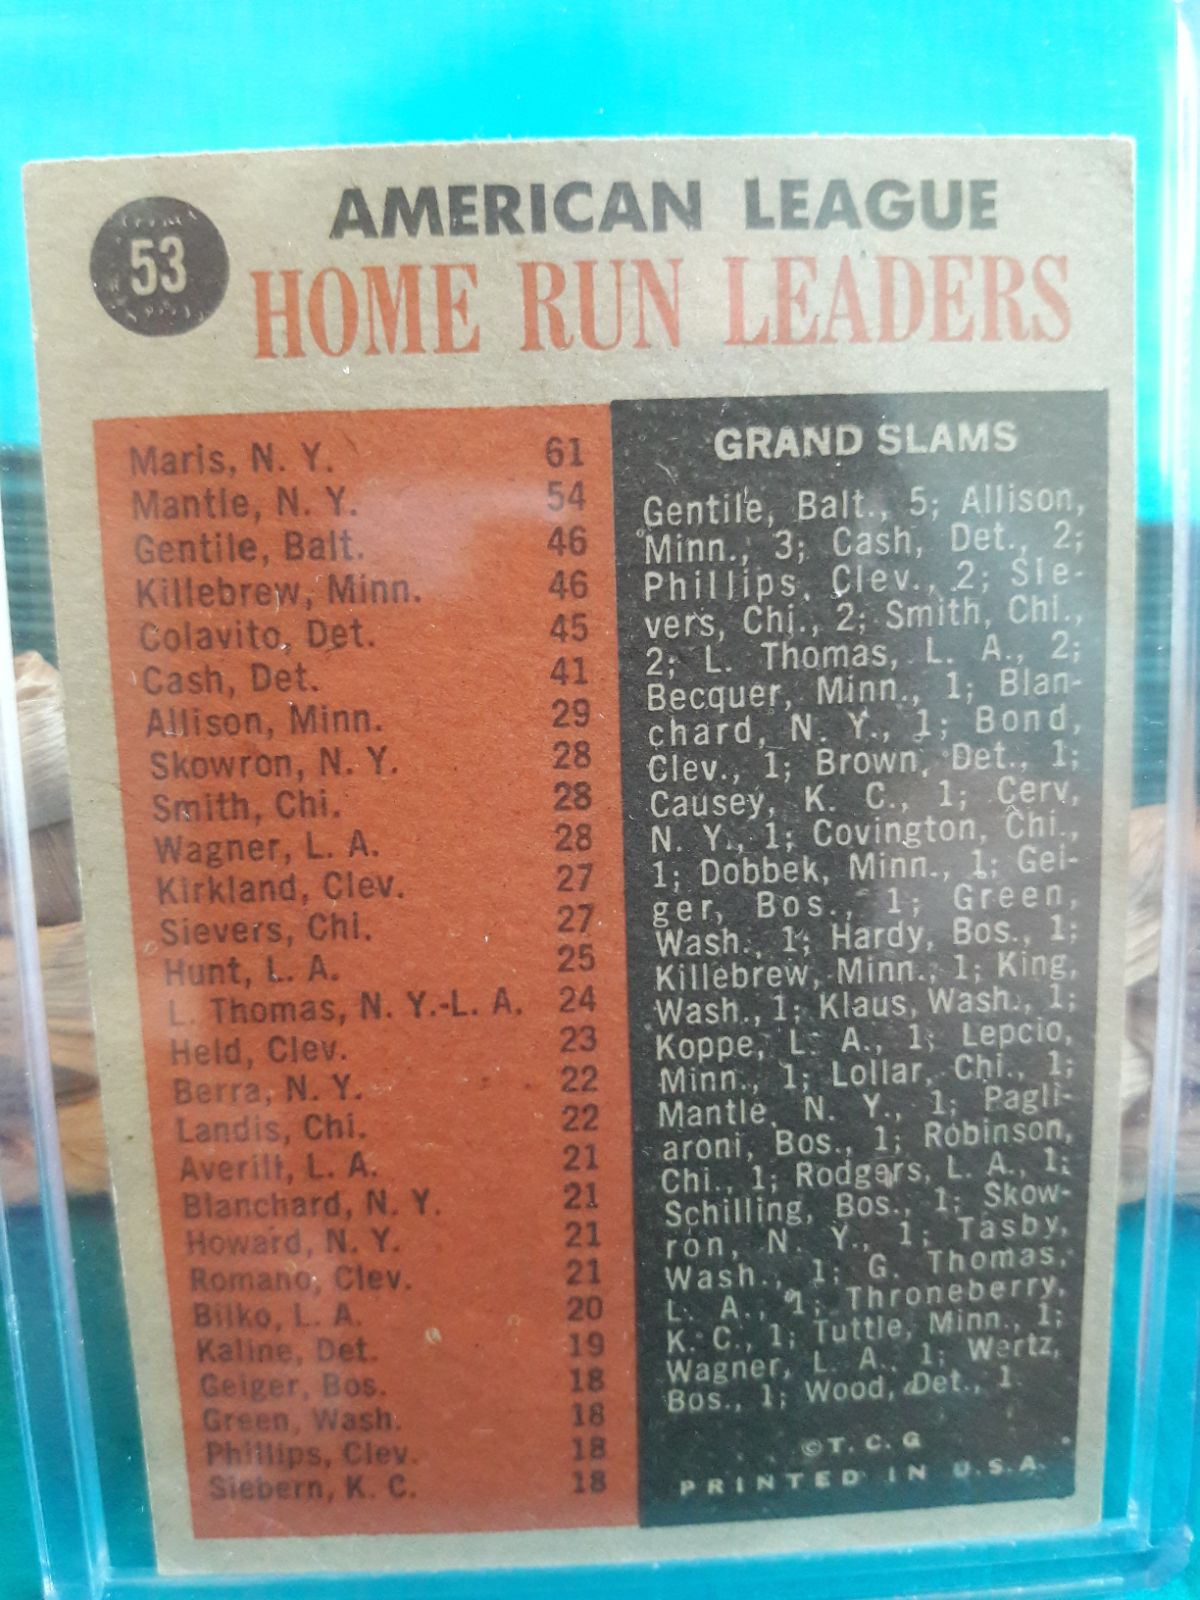 53
AMERICAN LEAGUE
HOME RUN LEADERS
Maris, N. Y. 61
Mantle, N. Y. 54
Gentile, Balt. 46
Killebrew, Minn. 46
Colavito, Det. 45
Cash, Det. 41
Allison, Minn. 29
Skowron, N. Y. 28
Smith, Chi. 28
Wagner, L. A. 28
Kirkland, Clev. 27
Sievers, Chi. 27
Hunt, L. A. 25
L. Thomas, N. Y.-L. A. 24
Held, Clev. 23
Berra, N. Y. 22
Landis, Chi. 22
Averill, L. A. 21
Blanchard, N. Y. 21
Howard, N. Y. 21
Romano, Clev. 21
Bilko, L. A. 20
Kaline, Det. 19
Geiger, Bos. 18
Green, Wash. 18
Phillips, Clev. 18
Siebern, K. C. 18
GRAND SLAMS
Gentile, Balt., 5; Allison,
Minn., 3; Cash, Det., 2;
Phillips, Clev., 2; Sie-
vers, Chi., 2; Smith, Chi.,
2; L. Thomas, L. A., 2;
Becquer, Minn., 1; Blan-
chard, N. Y., 1; Bond,
Clev., 1; Brown, Det., 1;
Causey, K. C., 1; Cerv,
N. Y., 1; Covington, Chi.,
1; Dobbek, Minn., 1; Gei-
ger, Bos., 1; Green,
Wash., 1; Hardy, Bos., 1;
Killebrew, Minn., 1; King,
Wash., 1; Klaus, Wash., 1;
Koppe, L. A., 1; Lepcio,
Minn., 1; Lollar, Chi., 1;
Mantle, N. Y., 1; Pagli-
aroni, Bos., 1; Robinson,
Chi., 1; Rodgers, L. A., 1;
Schilling, Bos., 1; Skow-
ron, N. Y., 1; Tasby,
Wash., 1; G. Thomas,
L. A., 1; Throneberry,
K. C., 1; Tuttle, Minn., 1;
Wagner, L. A., 1; Wertz,
Bos., 1; Wood, Det., 1
©T. C. G
PRINTED IN U.S.A.